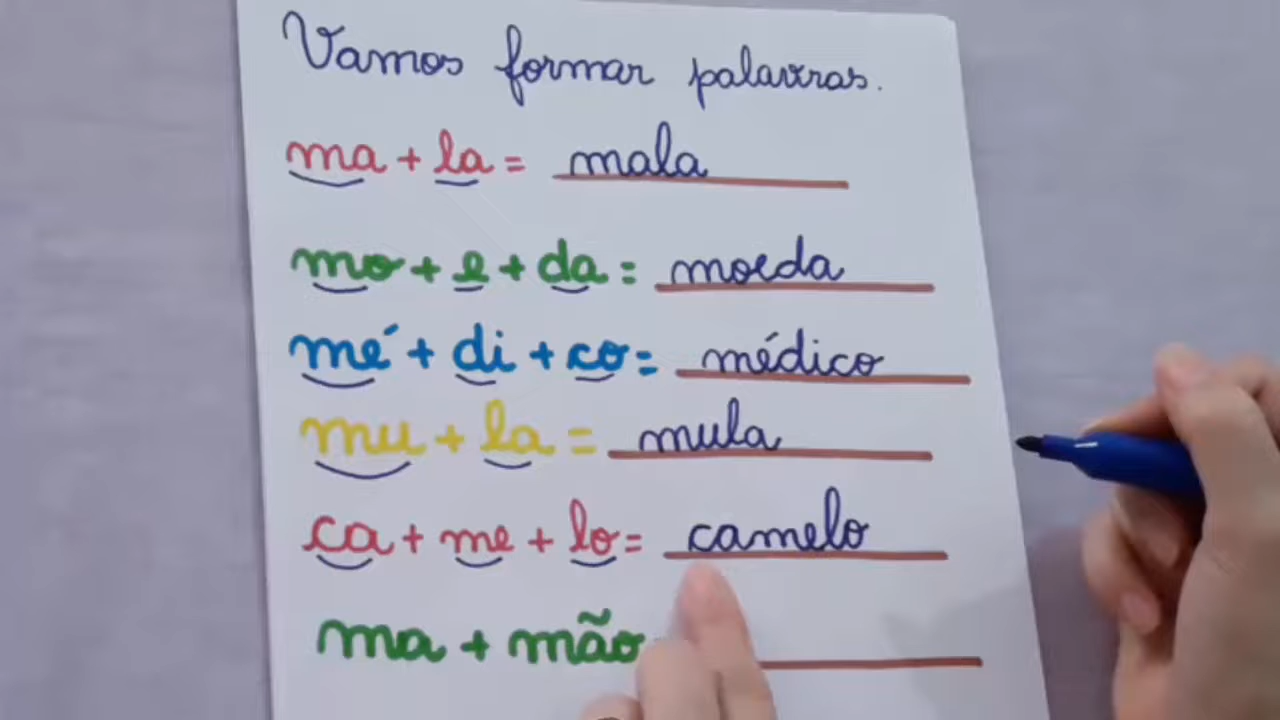 Vamos formar palavras.
ma + la = mala
mo + e + da = moeda
mé + di + co = médico
mu + la = mula
ca + me + lo = camelo
ma + mão